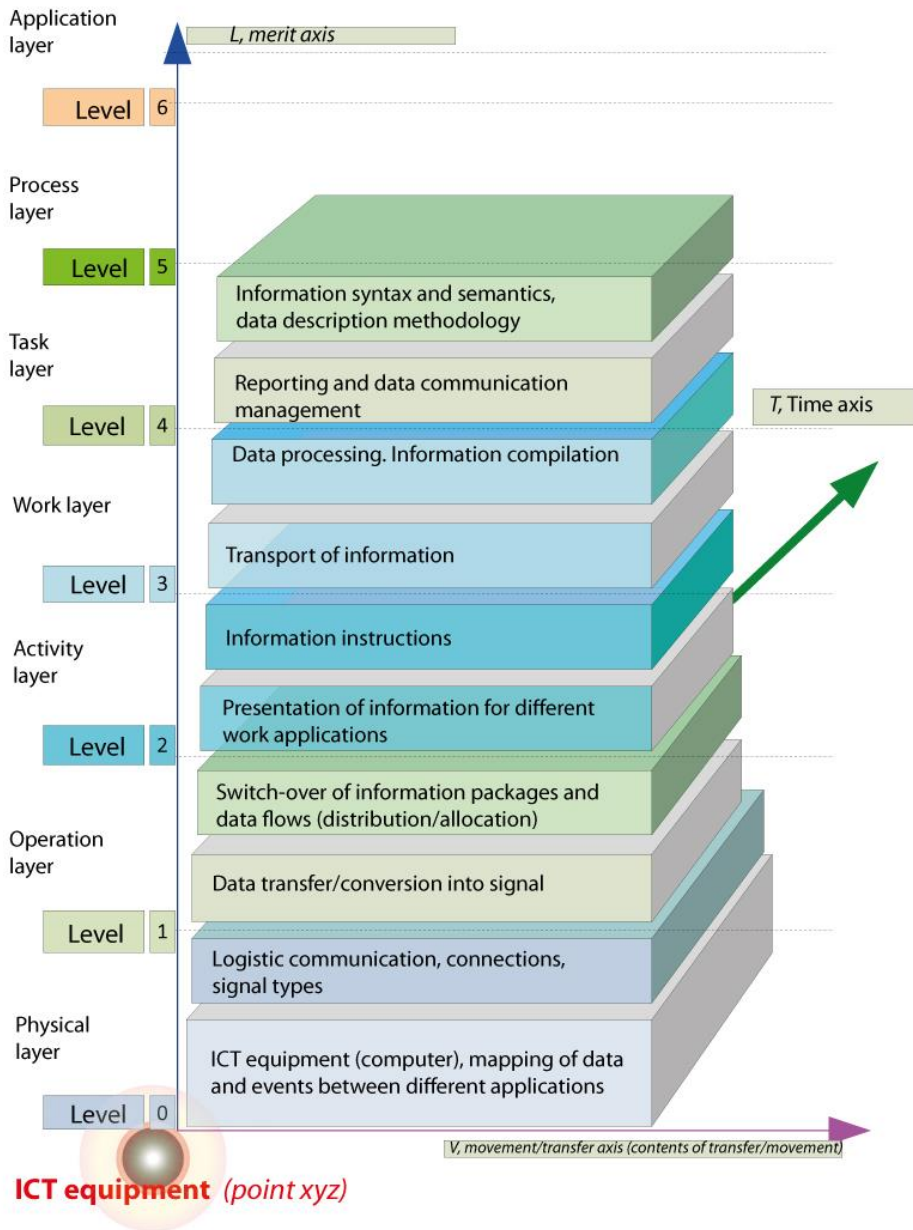 Application
layer
L, merit axis
Level 6
Process
layer
Level 5
Information syntax and semantics,
data description methodology
Task
layer
Reporting and data communication
management
T, Time axis
Level 4
Data processing. Information compilation
Work layer
Transport of information
Level 3
Information instructions
Activity
layer
Presentation of information for different
work applications
Level 2
Switch-over of information packages and
data flows (distribution/allocation)
Operation
layer
Data transfer/conversion into signal
Level 1
Logistic communication, connections,
signal types
Physical
layer
ICT equipment (computer), mapping of data
and events between different applications
Level 0
V, movement/transfer axis (contents of transfer/movement)
ICT equipment (point xyz)